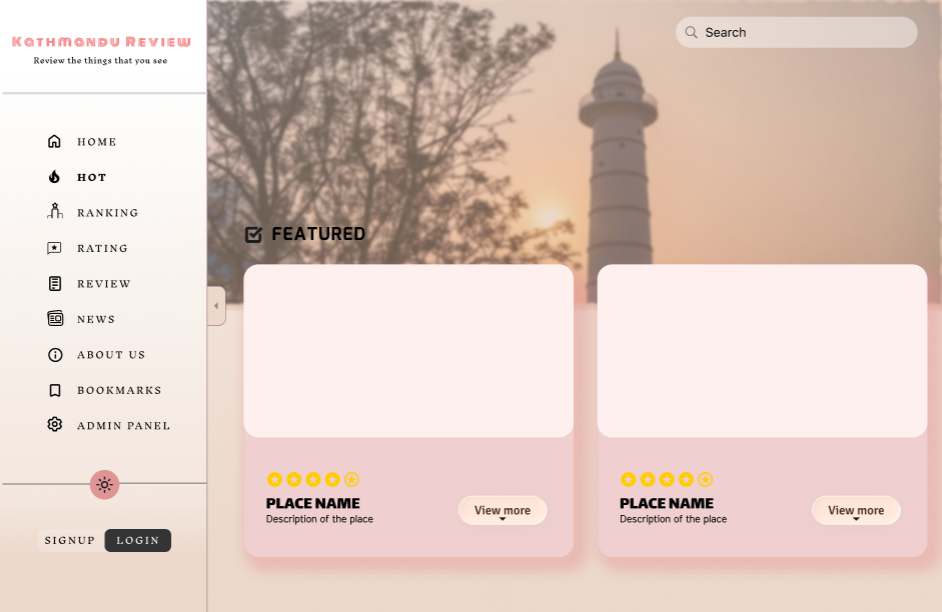 Kathmandu Review
Review the things that you see
HOME
HOT
RANKING
RATING
REVIEW
NEWS
ABOUT US
BOOKMARKS
ADMIN PANEL
SIGNUP LOGIN
Search
FEATURED
PLACE NAME
Description of the place
View more
PLACE NAME
Description of the place
View more